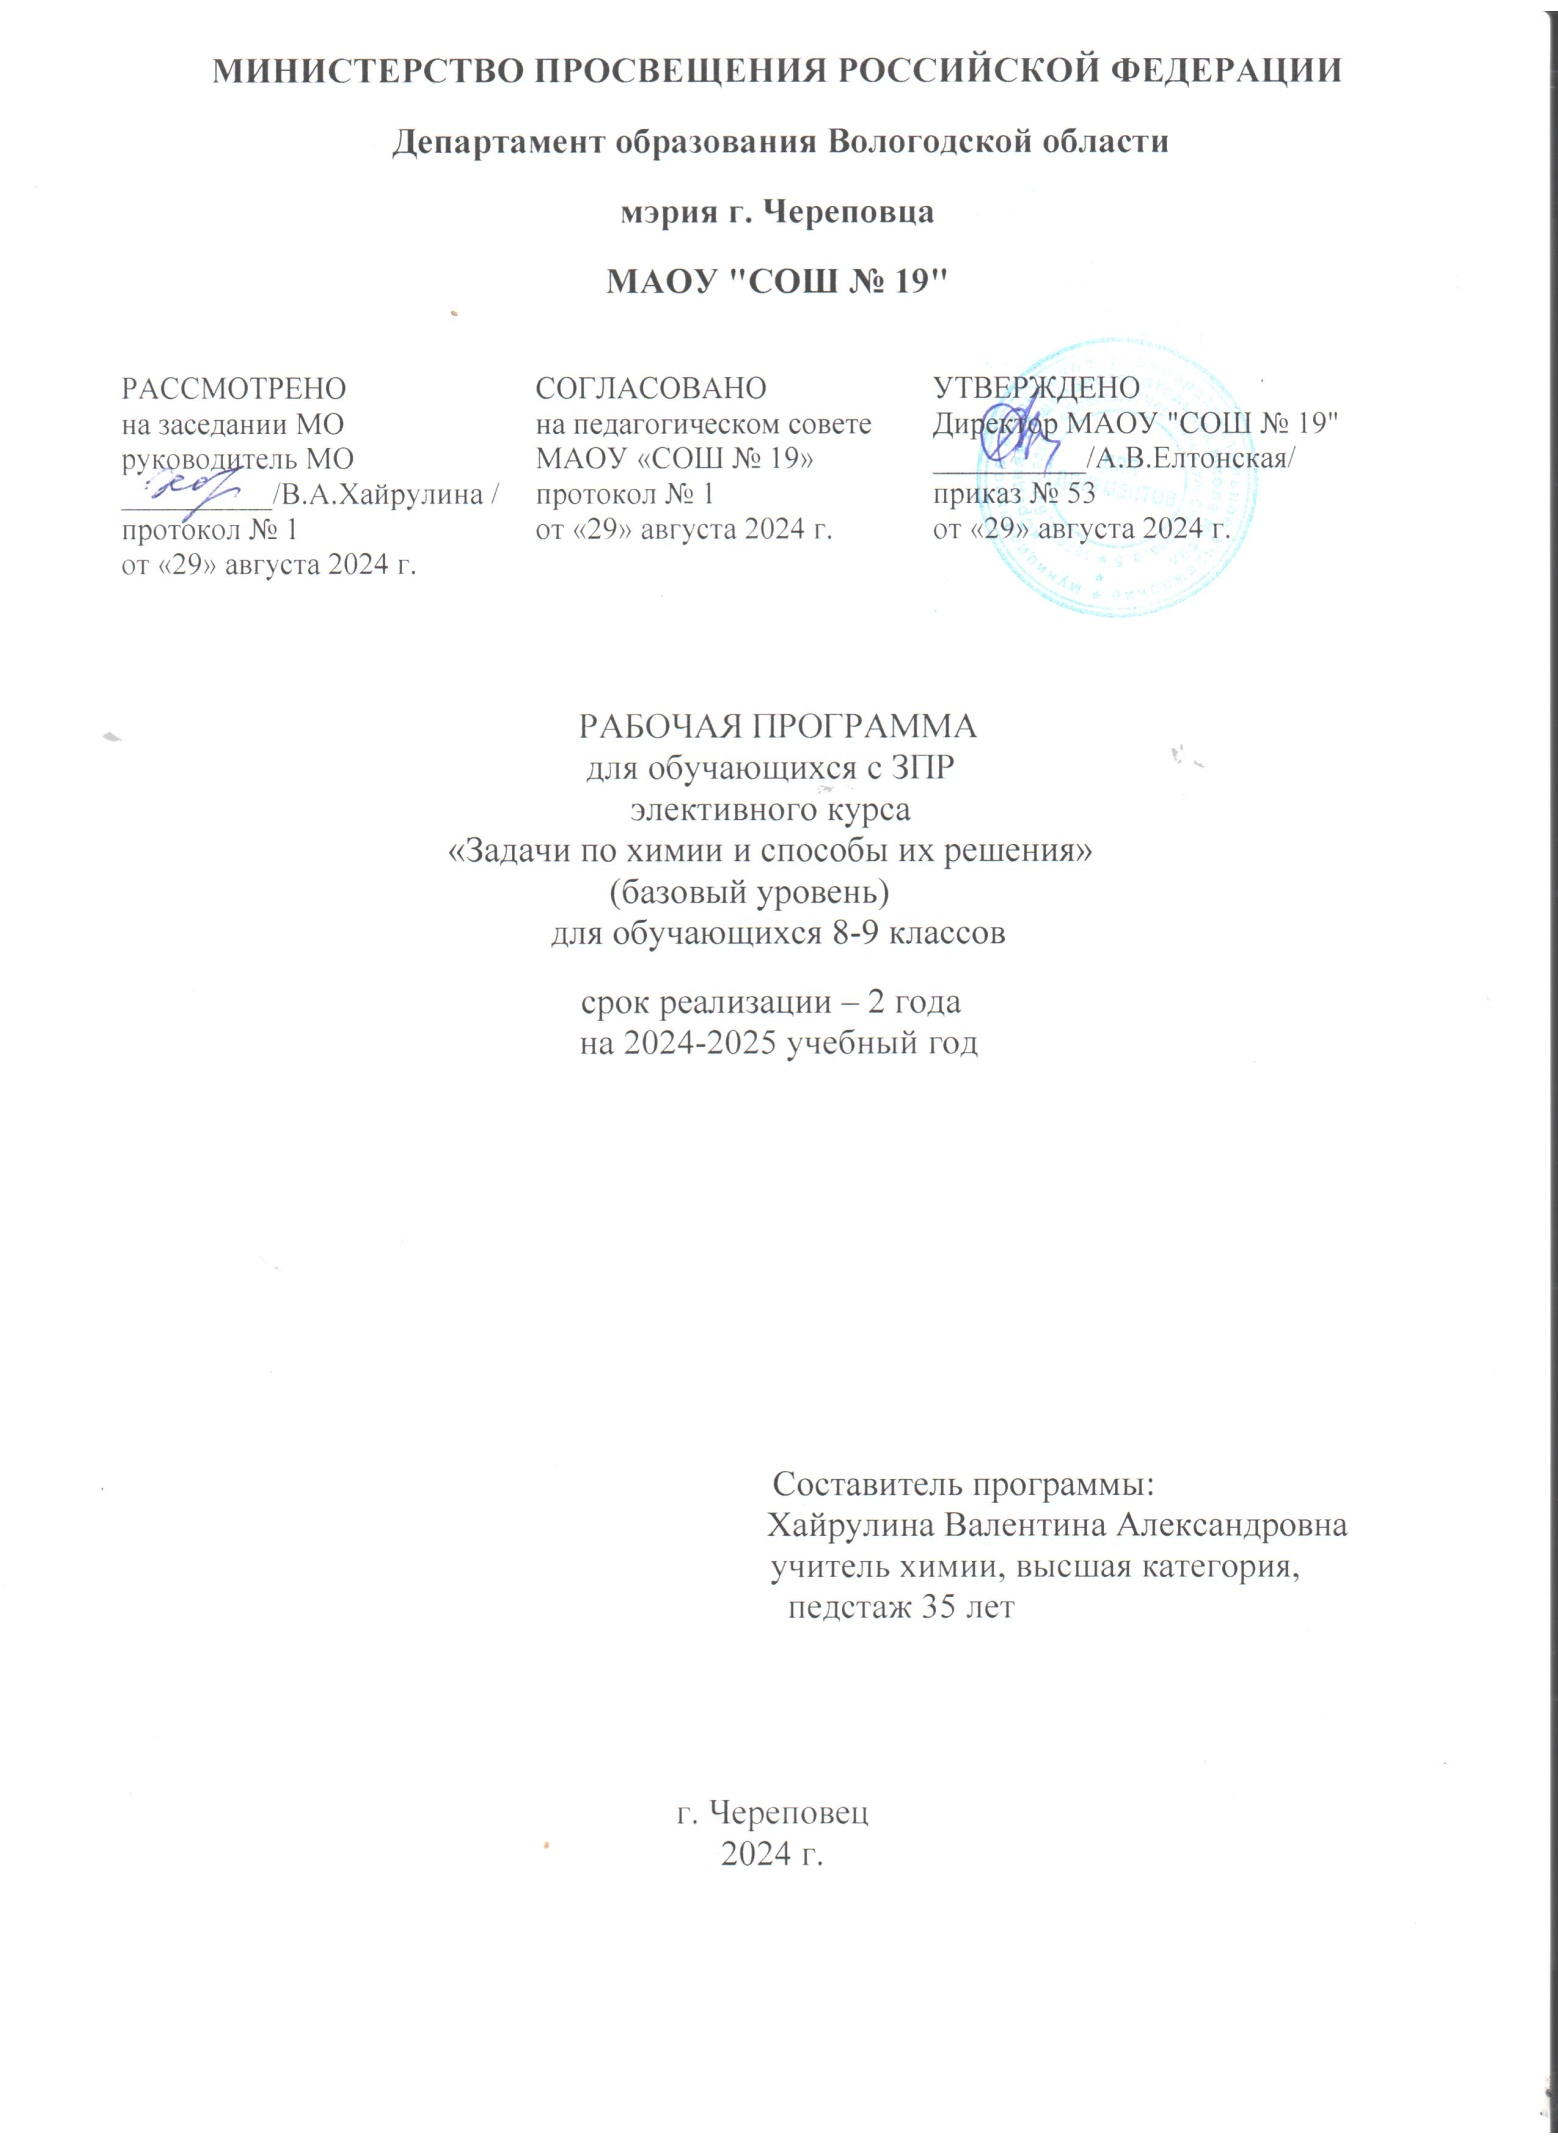 МИНИСТЕРСТВО ПРОСВЕЩЕНИЯ РОССИЙСКОЙ ФЕДЕРАЦИИ
Департамент образования Вологодской области
мэрия г. Череповца
МАОУ "СОШ № 19"
РАССМОТРЕНО
на заседании МО
руководитель МО
___________/В.А.Хайрулина /
протокол № 1
от «29» августа 2024 г.
СОГЛАСОВАНО
на педагогическом совете
МАОУ «СОШ № 19»
протокол № 1
от «29» августа 2024 г.
УТВЕРЖДЕНО
Директор МАОУ "СОШ № 19"
___________/А.В.Елтонская/
приказ № 53
от «29» августа 2024 г.
РАБОЧАЯ ПРОГРАММА
для обучающихся с ЗПР
элективного курса
«Задачи по химии и способы их решения»
(базовый уровень)
для обучающихся 8-9 классов
срок реализации – 2 года
на 2024-2025 учебный год
Составитель программы:
Хайрулина Валентина Александровна
учитель химии, высшая категория,
педстаж 35 лет
г. Череповец
2024 г.